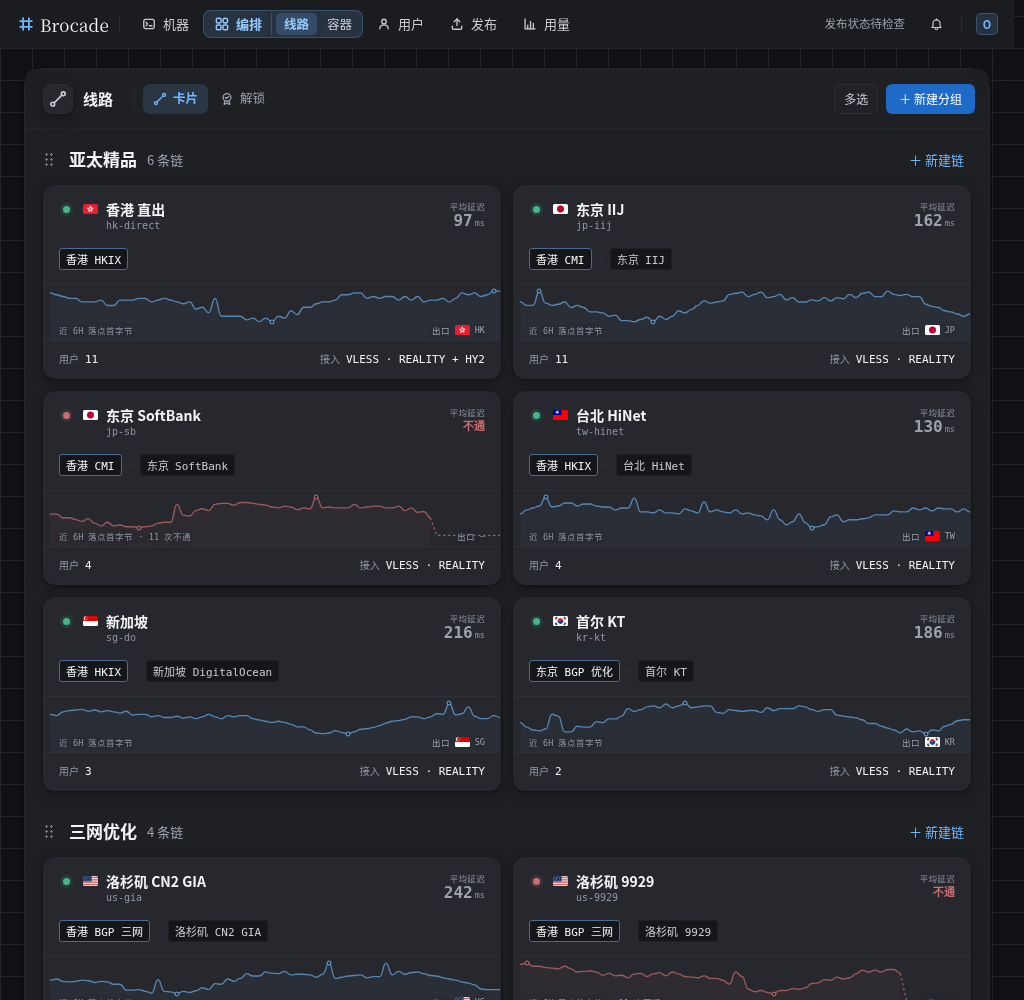 Brocade 机器 编排 线路 容器 用户 发布 用量 发布状态待检查 O
线路 卡片 解锁 多选 + 新建分组
亚太精品 6 条链 + 新建链
香港 直出 平均延迟
hk-direct 97 ms
香港 HKIX
近 6H 落点首字节 出口 HK
用户 11 接入 VLESS · REALITY + HY2
东京 IIJ 平均延迟
jp-iij 162 ms
香港 CMI 东京 IIJ
近 6H 落点首字节 出口 JP
用户 11 接入 VLESS · REALITY
东京 SoftBank 平均延迟
jp-sb 不通
香港 CMI 东京 SoftBank
近 6H 落点首字节 · 11 次不通 出口
用户 4 接入 VLESS · REALITY
台北 HiNet 平均延迟
tw-hinet 130 ms
香港 HKIX 台北 HiNet
近 6H 落点首字节 出口 TW
用户 4 接入 VLESS · REALITY
新加坡 平均延迟
sg-do 216 ms
香港 HKIX 新加坡 DigitalOcean
近 6H 落点首字节 出口 SG
用户 3 接入 VLESS · REALITY
首尔 KT 平均延迟
kr-kt 186 ms
东京 BGP 优化 首尔 KT
近 6H 落点首字节 出口 KR
用户 2 接入 VLESS · REALITY
三网优化 4 条链 + 新建链
洛杉矶 CN2 GIA 平均延迟
us-gia 242 ms
香港 BGP 三网 洛杉矶 CN2 GIA
洛杉矶 9929 平均延迟
us-9929 不通
香港 BGP 三网 洛杉矶 9929